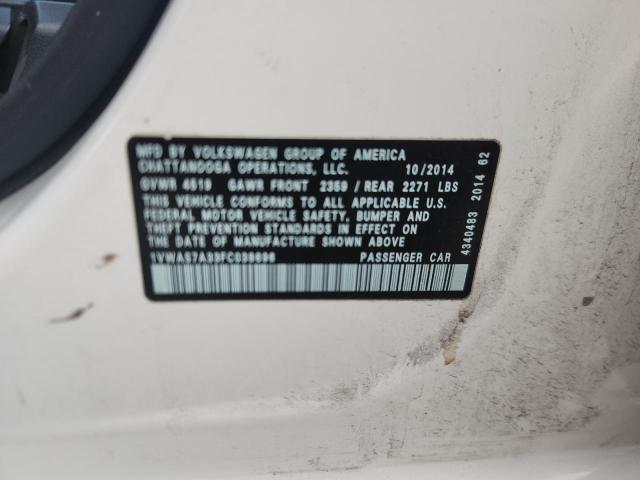 MFD BY VOLKSWAGEN GROUP OF AMERICA
CHATTANOOGA OPERATIONS, LLC. 10/2014
GVWR 4519 GAWR FRONT 2359 / REAR 2271 LBS
THIS VEHICLE CONFORMS TO ALL APPLICABLE U.S.
FEDERAL MOTOR VEHICLE SAFETY, BUMPER AND
THEFT PREVENTION STANDARDS IN EFFECT ON
THE DATE OF MANUFACTURE SHOWN ABOVE.
PASSENGER CAR
4340483 2014 62